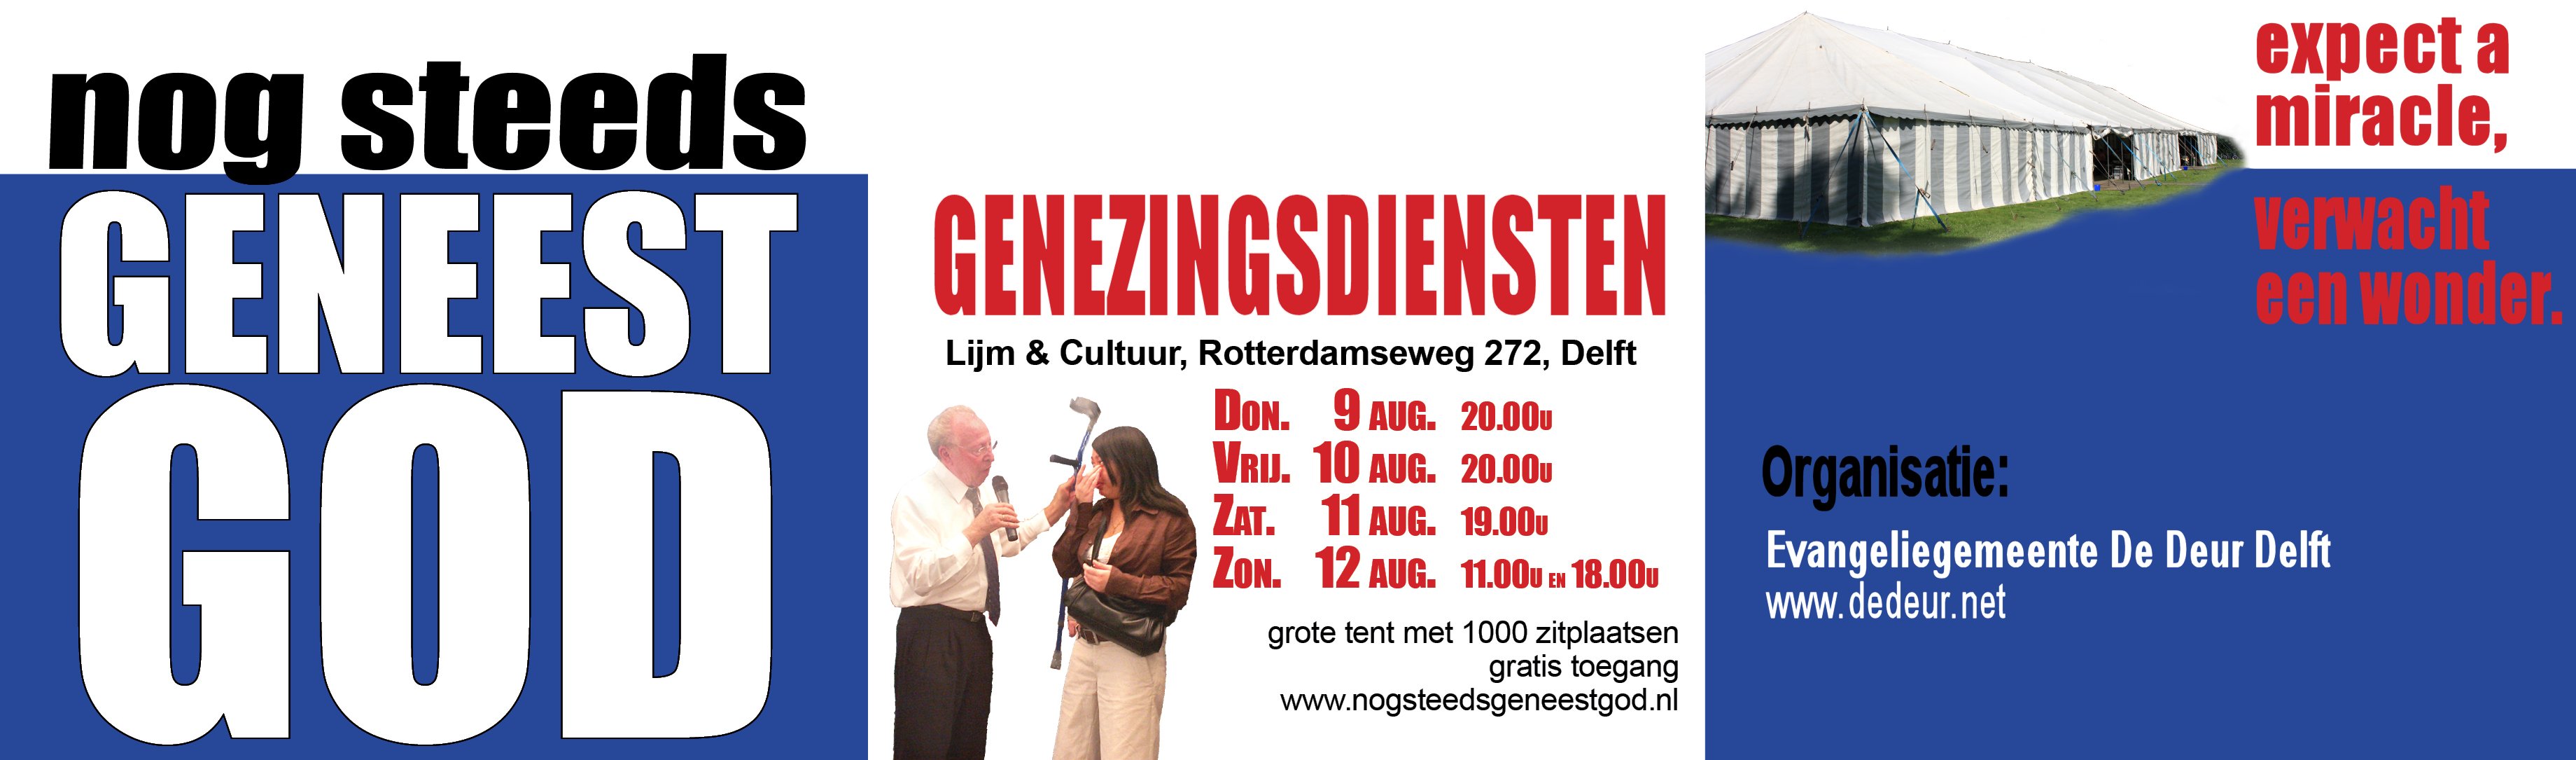 nog steeds
GENEEST
GOD
GENEZINGSDIENSTEN
Lijm & Cultuur, Rotterdamseweg 272, Delft
DON. 9 AUG. 20.00U
VRIJ. 10 AUG. 20.00U
ZAT. 11 AUG. 19.00U
ZON. 12 AUG. 11.00U EN 18.00U
grote tent met 1000 zitplaatsen
gratis toegang
www.nogsteedsgeneestgod.nl
expect a
miracle,
verwacht
een wonder.
Organisatie:
Evangeliegemeente De Deur Delft
www.dedeur.net